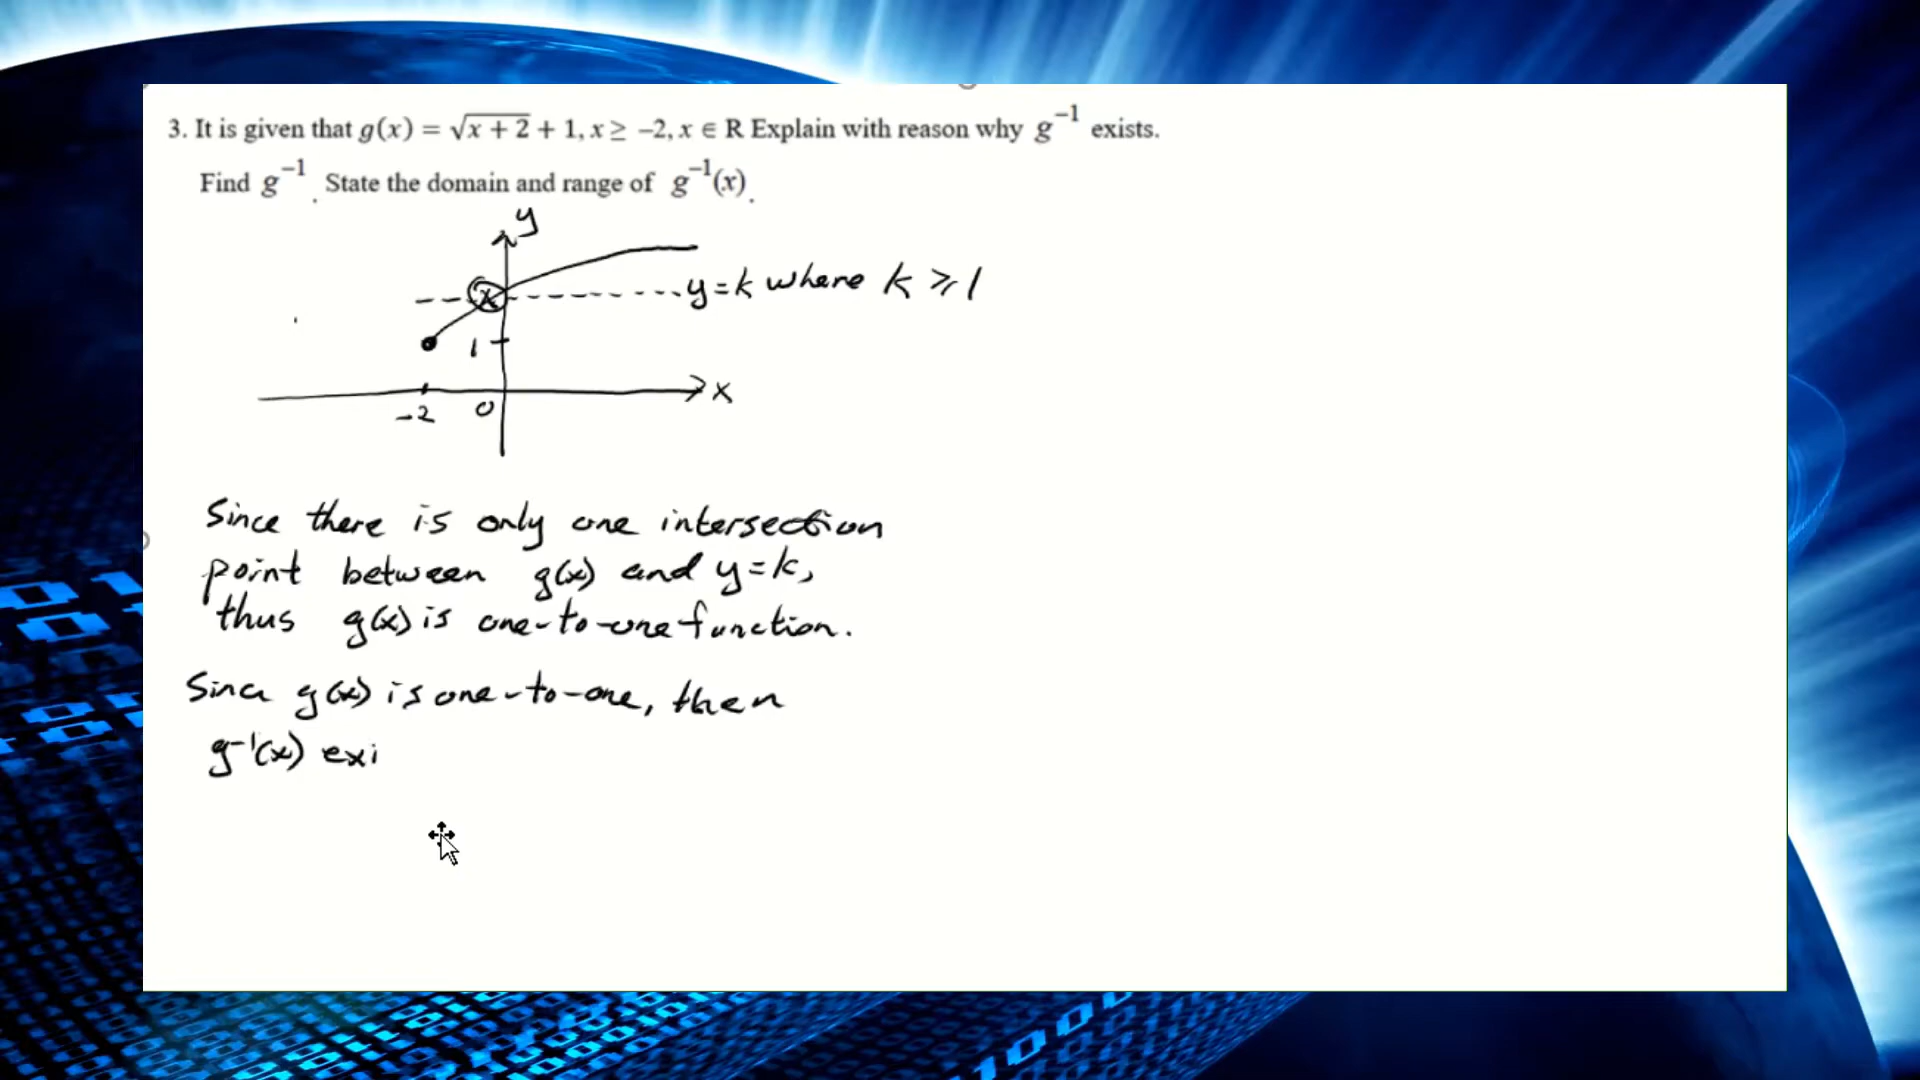 3. It is given that g(x) = √x + 2 + 1, x ≥ −2, x ∈ R Explain with reason why g⁻¹ exists.
Find g⁻¹. State the domain and range of g⁻¹(x).
y
y = k where k ≥ 1
1
x
-2 0
Since there is only one intersection
point between g(x) and y = k,
thus g(x) is one-to-one function.
Since g(x) is one-to-one, then
g⁻¹(x) exi